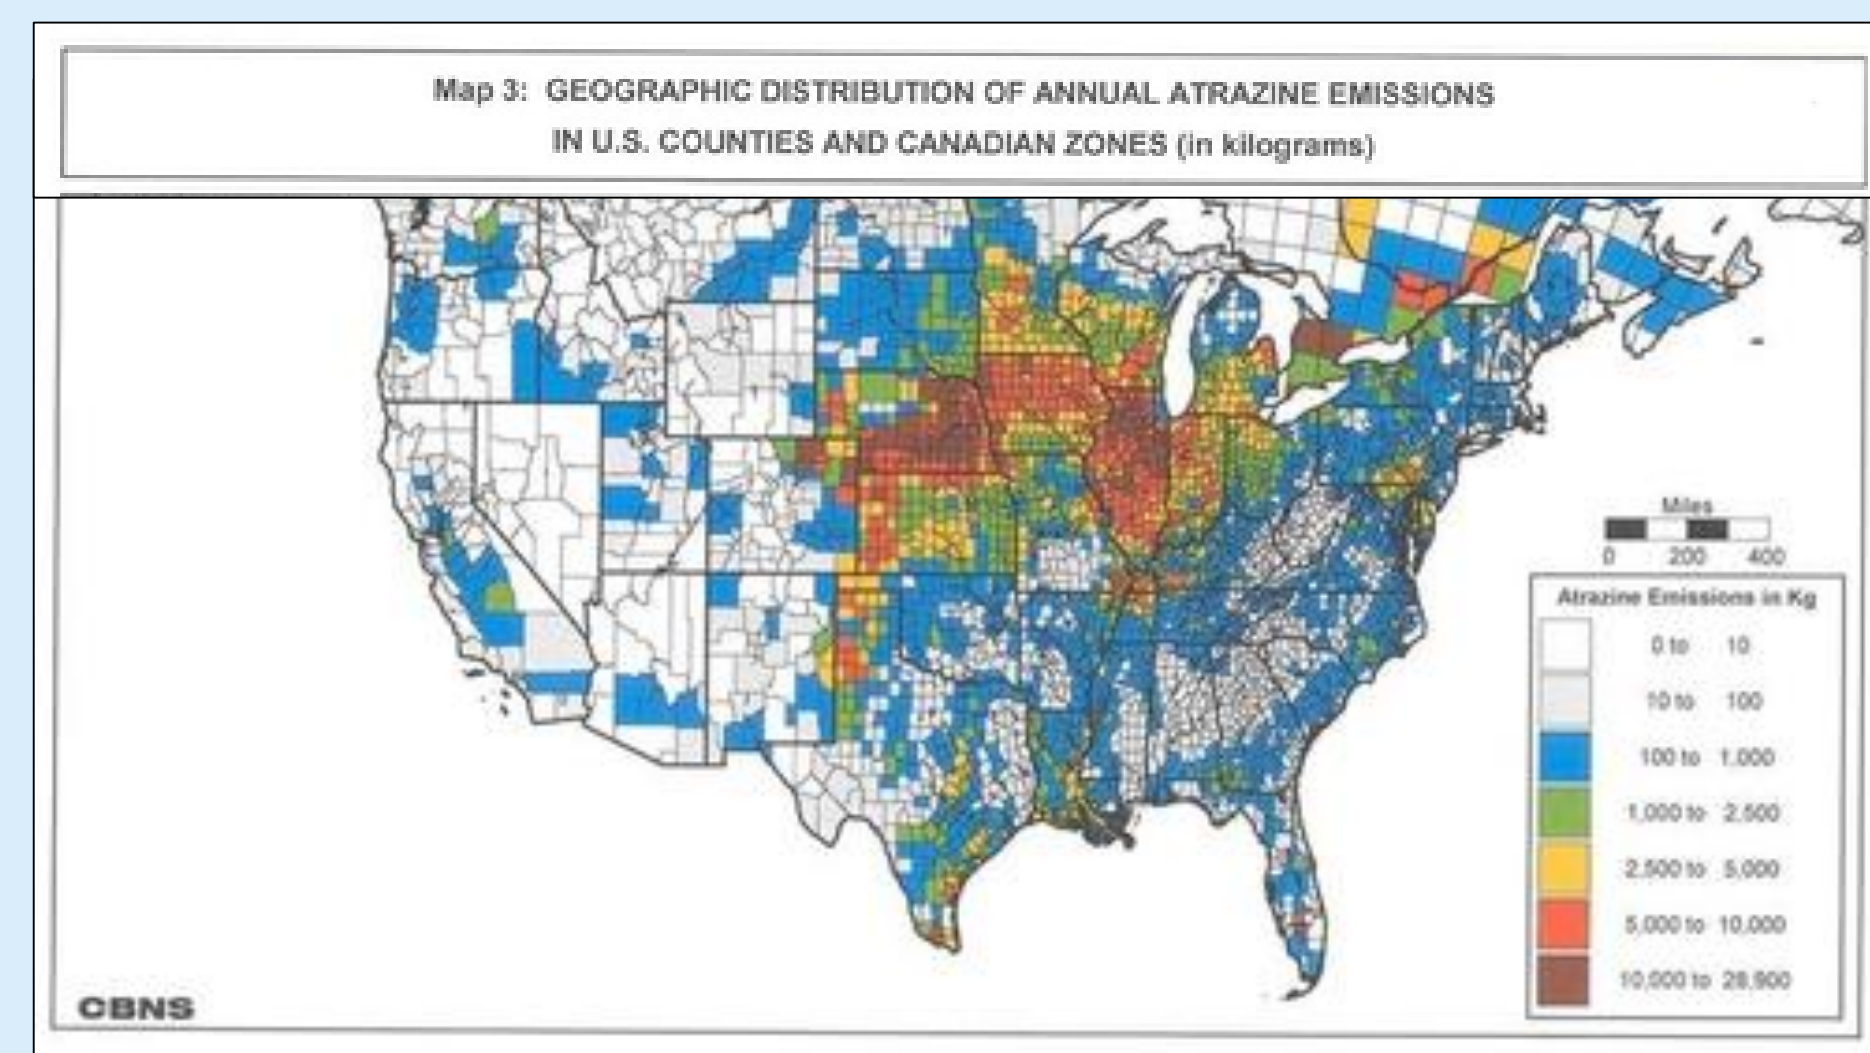 Map 3: GEOGRAPHIC DISTRIBUTION OF ANNUAL ATRAZINE EMISSIONS
IN U.S. COUNTIES AND CANADIAN ZONES (in kilograms)
Miles
0 200 400
Atrazine Emissions in Kg
0 to 10
10 to 100
100 to 1,000
1,000 to 2,500
2,500 to 5,000
5,000 to 10,000
10,000 to 28,900
CBNS